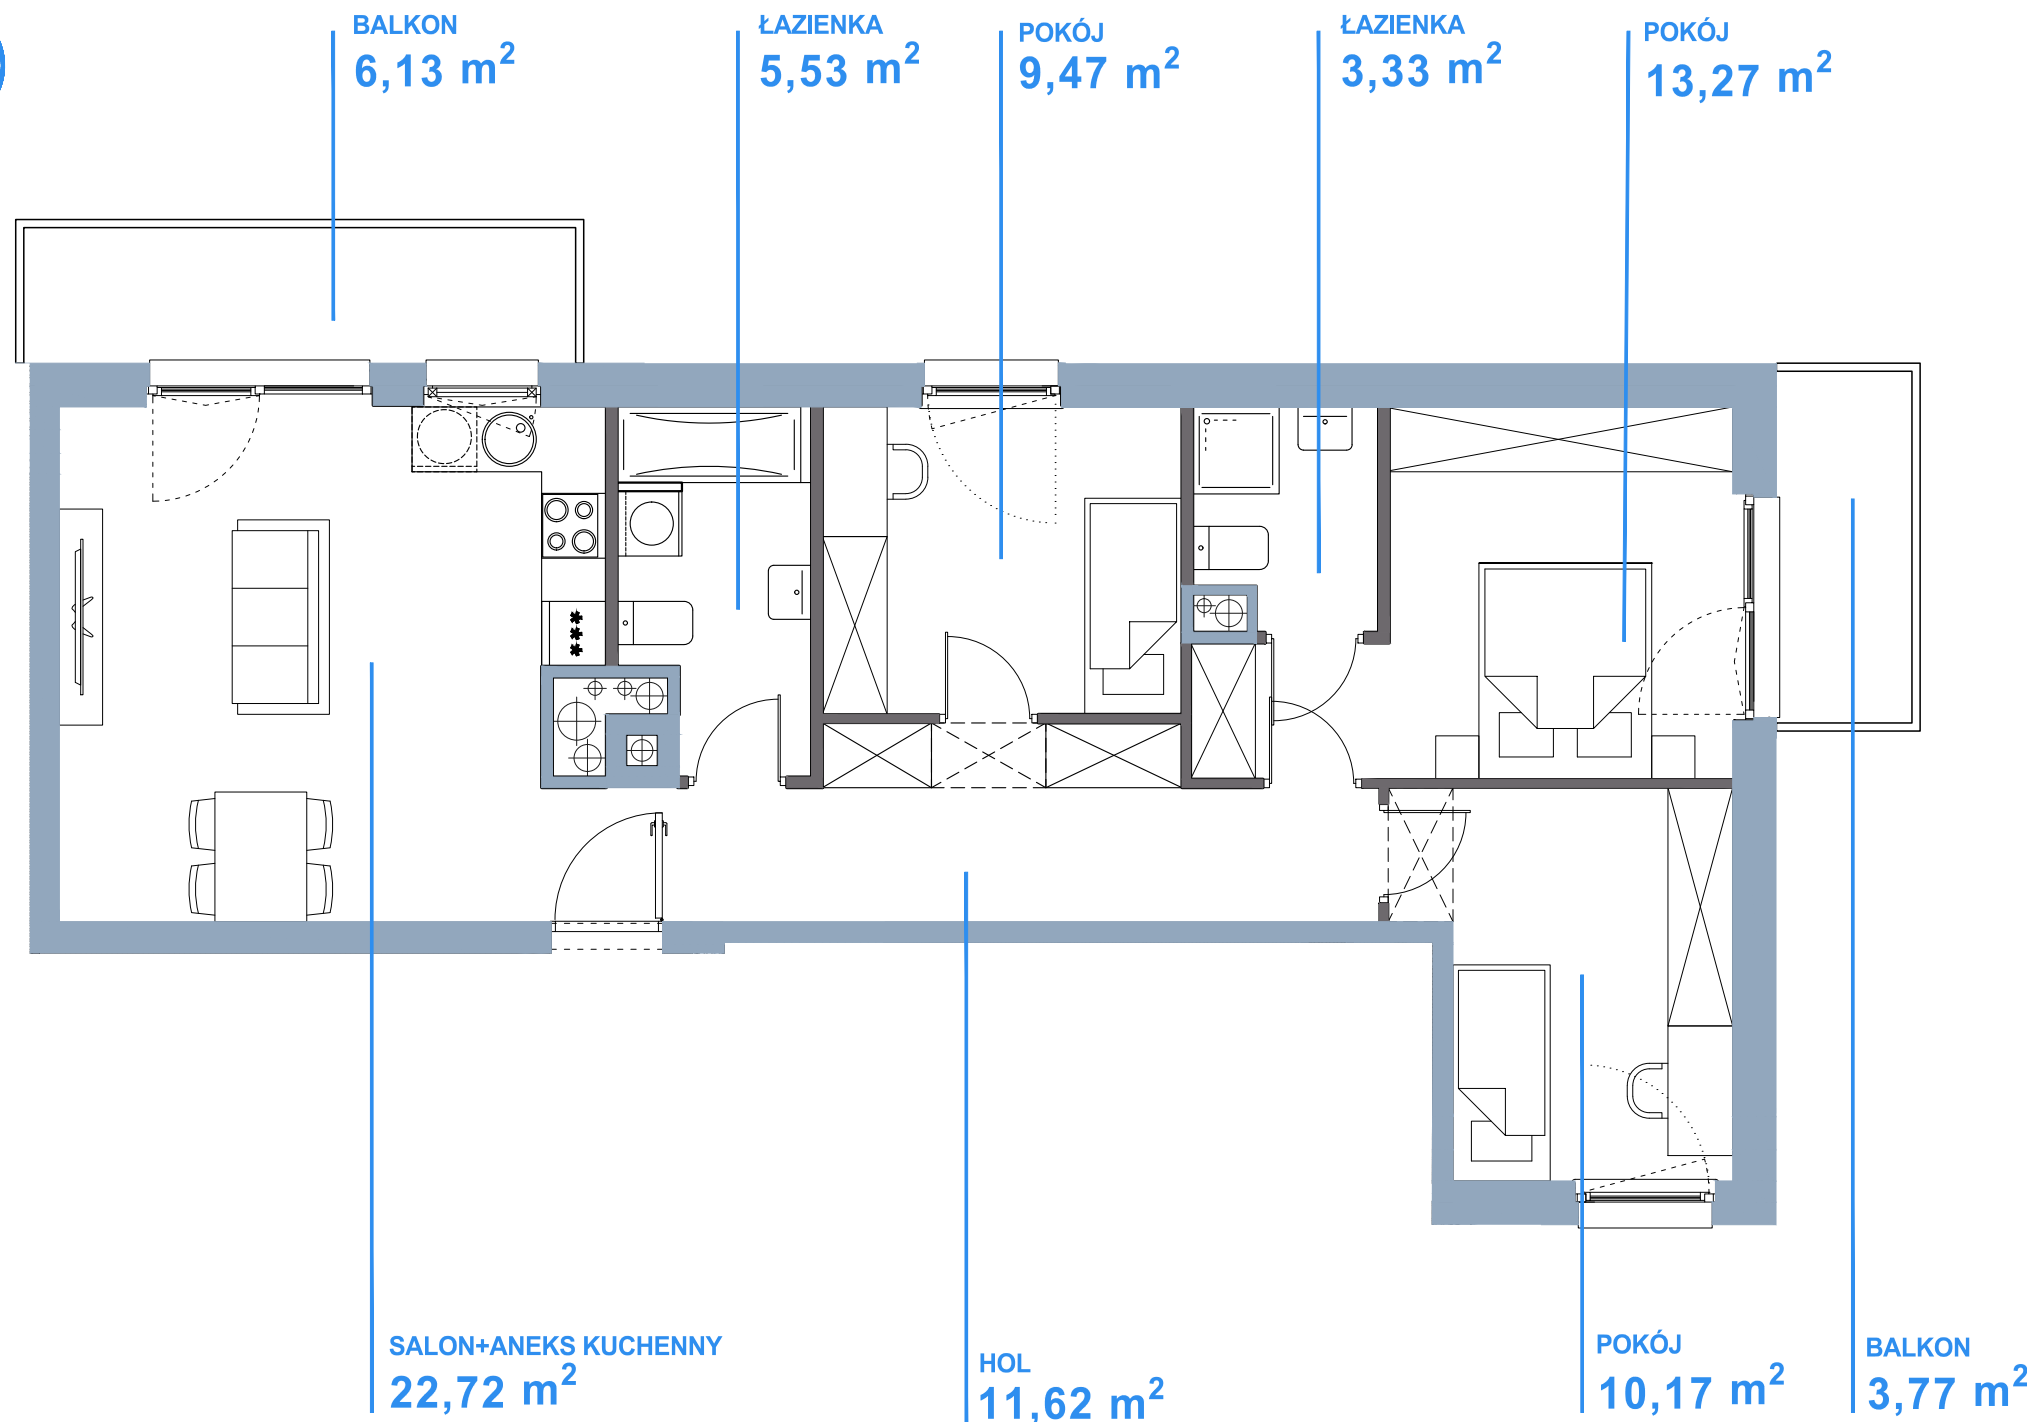 BALKON
6,13 m²
ŁAZIENKA
5,53 m²
POKÓJ
9,47 m²
ŁAZIENKA
3,33 m²
POKÓJ
13,27 m²
SALON+ANEKS KUCHENNY
22,72 m²
HOL
11,62 m²
POKÓJ
10,17 m²
BALKON
3,77 m²